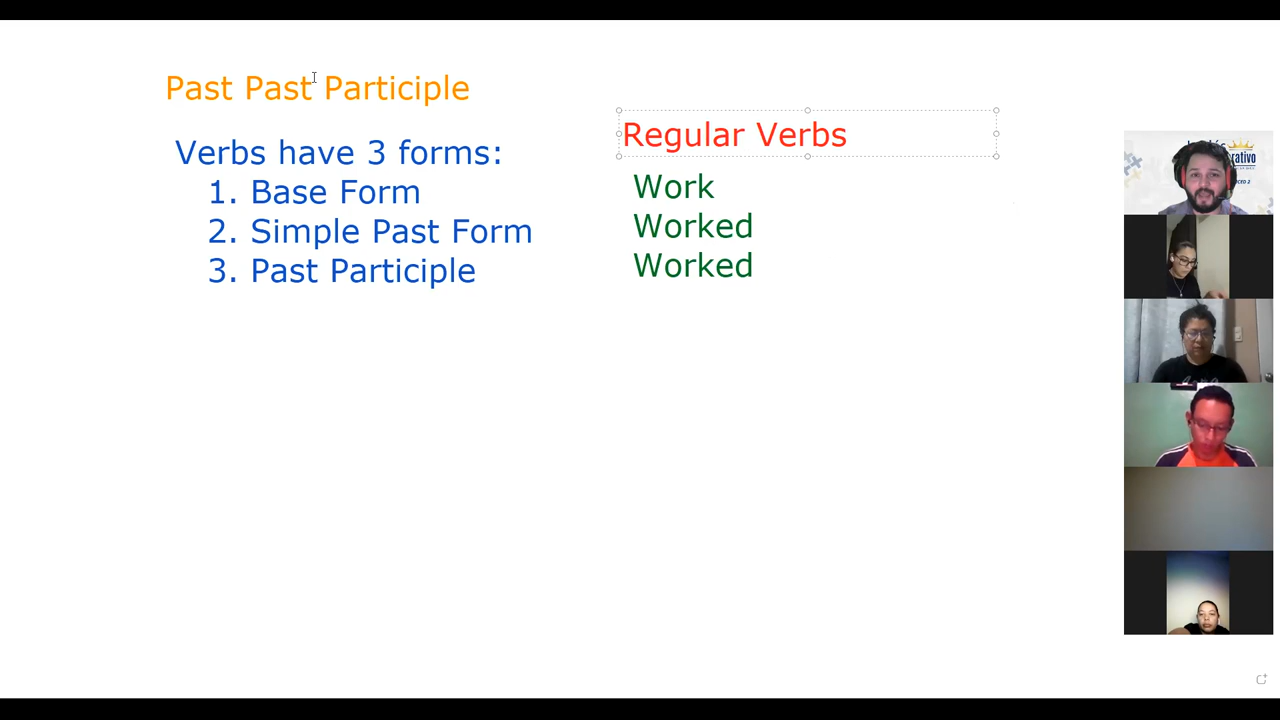 Past Past Participle
Verbs have 3 forms:
1. Base Form
2. Simple Past Form
3. Past Participle
Regular Verbs
Work
Worked
Worked